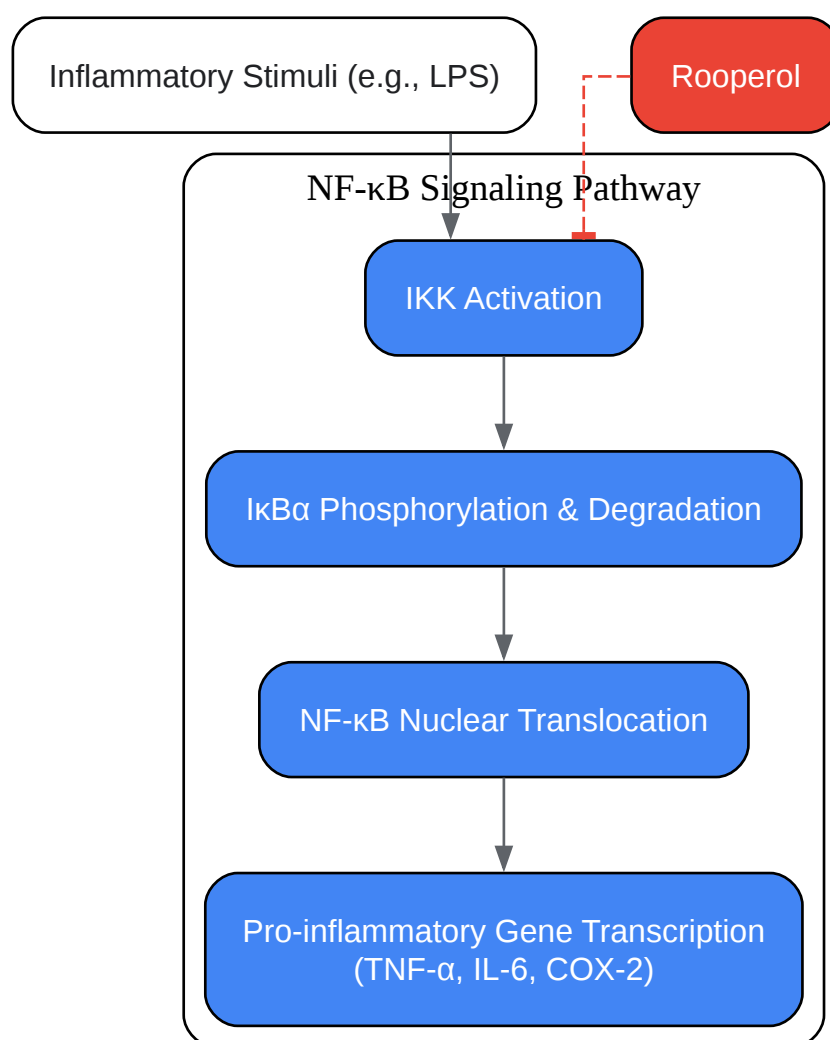 Inflammatory Stimuli (e.g., LPS)
Rooperol
NF-κB Signaling Pathway
IKK Activation
IκBα Phosphorylation & Degradation
NF-κB Nuclear Translocation
Pro-inflammatory Gene Transcription
(TNF-α, IL-6, COX-2)